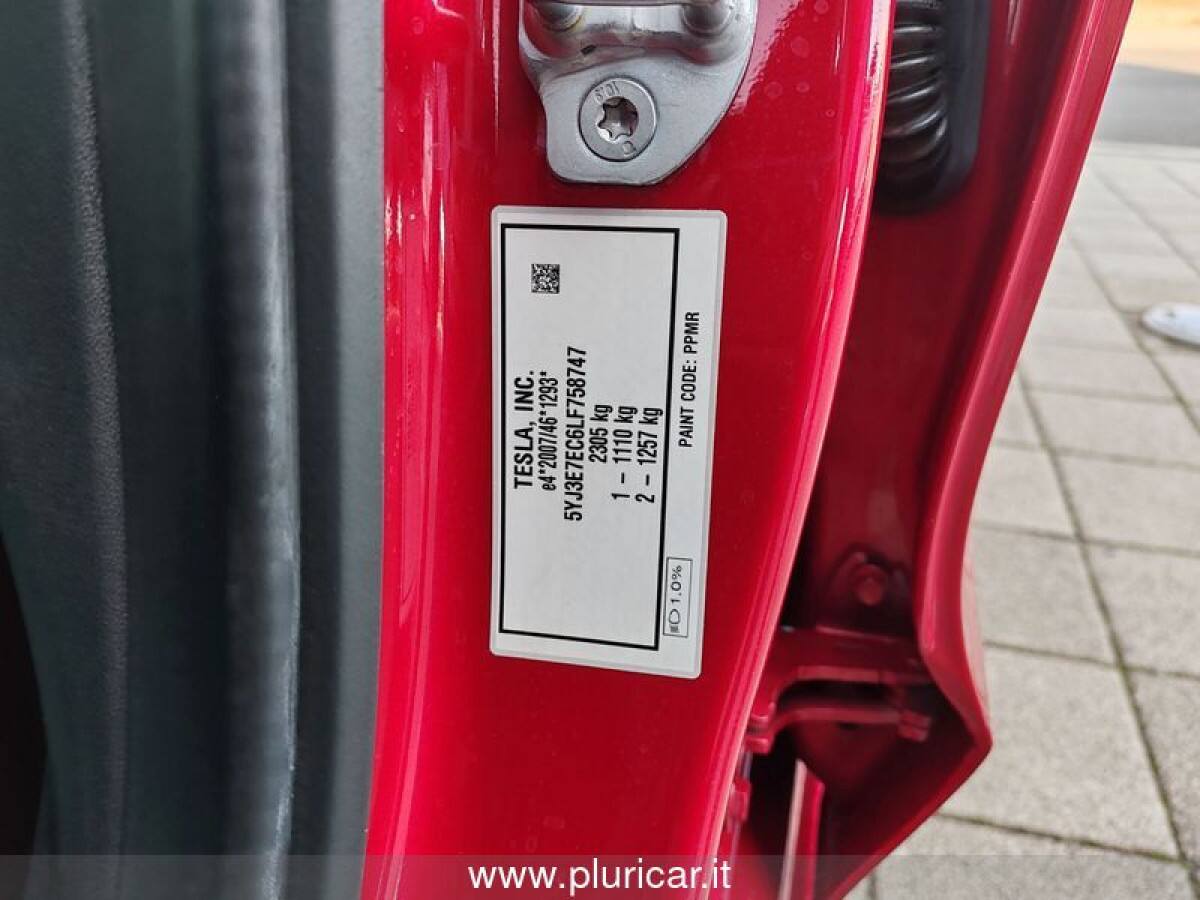 TESLA, INC.
e4*2007/46*1293*
5YJ3E7EC6LF758747
2305 kg
1 - 1110 kg
2 - 1257 kg
PAINT CODE: PPMR
1.0%
www.pluricar.it